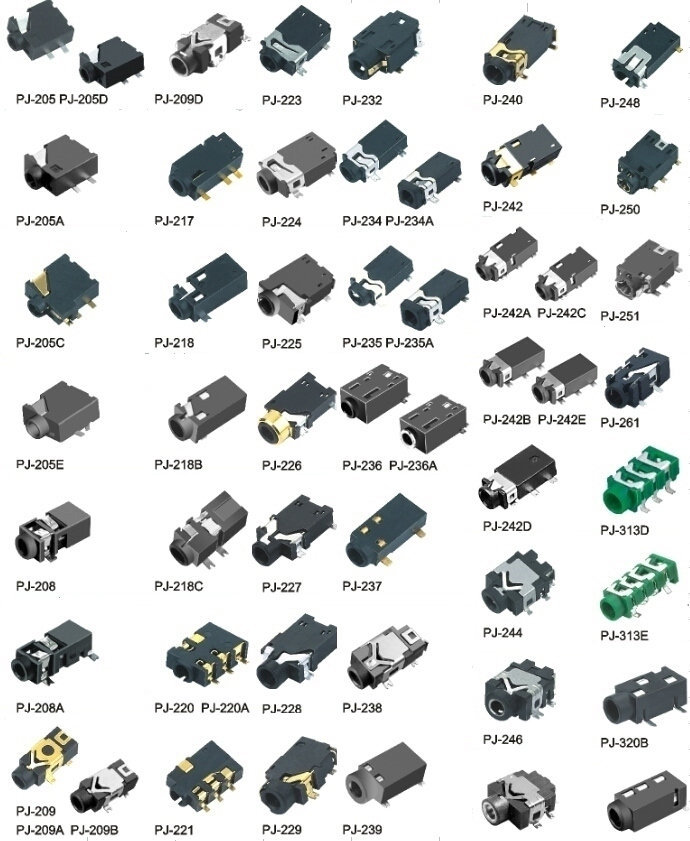 PJ-205 PJ-205D
PJ-209D
PJ-223
PJ-232
PJ-240
PJ-248
PJ-205A
PJ-217
PJ-224
PJ-234 PJ-234A
PJ-242
PJ-250
PJ-205C
PJ-218
PJ-225
PJ-235 PJ-235A
PJ-242A PJ-242C
PJ-251
PJ-205E
PJ-218B
PJ-226
PJ-236 PJ-236A
PJ-242B PJ-242E
PJ-261
PJ-208
PJ-218C
PJ-227
PJ-237
PJ-242D
PJ-313D
PJ-208A
PJ-220 PJ-220A
PJ-228
PJ-238
PJ-244
PJ-313E
PJ-209
PJ-209A PJ-209B
PJ-221
PJ-229
PJ-239
PJ-246
PJ-320B